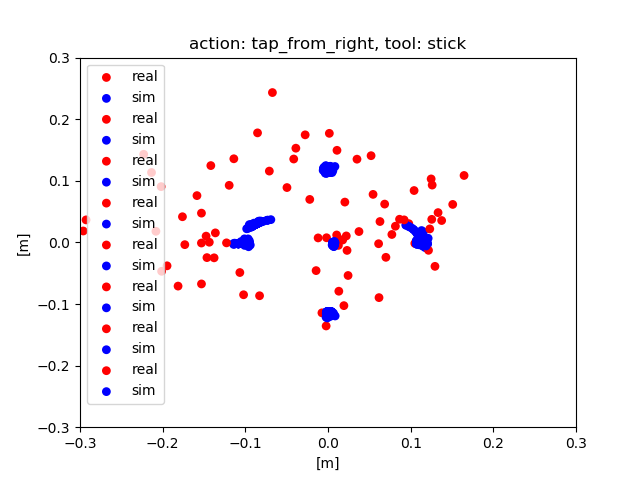 action: tap_from_right, tool: stick
0.3
0.2
0.1
0.0
−0.1
−0.2
−0.3
[m]
real
sim
real
sim
real
sim
real
sim
real
sim
real
sim
real
sim
real
sim
−0.3
−0.2
−0.1
0.0
0.1
0.2
0.3
[m]